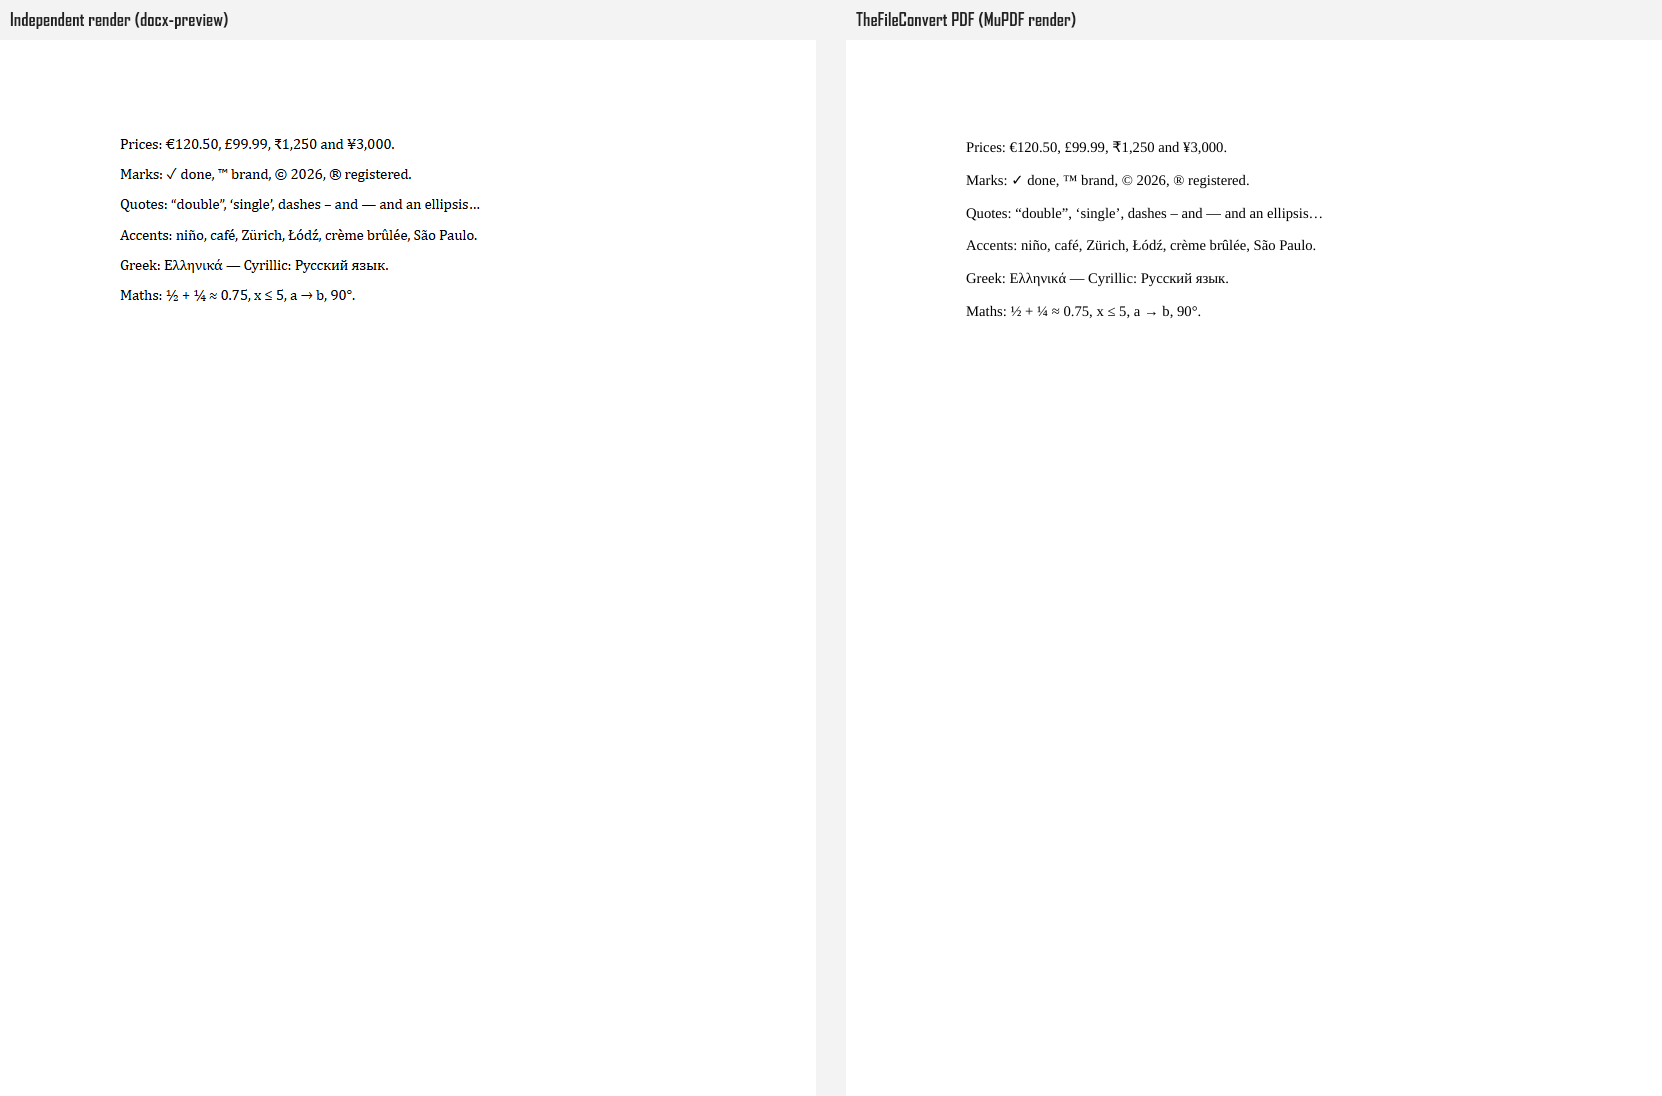 Independent render (docx-preview)
Prices: €120.50, £99.99, ₹1,250 and ¥3,000.
Marks: ✓ done, ™ brand, © 2026, ® registered.
Quotes: “double”, ‘single’, dashes – and — and an ellipsis…
Accents: niño, café, Zürich, Łódź, crème brûlée, São Paulo.
Greek: Ελληνικά — Cyrillic: Русский язык.
Maths: ½ + ¼ ≈ 0.75, x ≤ 5, a → b, 90°.
TheFileConvert PDF (MuPDF render)
Prices: €120.50, £99.99, ₹1,250 and ¥3,000.
Marks: ✓ done, ™ brand, © 2026, ® registered.
Quotes: “double”, ‘single’, dashes – and — and an ellipsis…
Accents: niño, café, Zürich, Łódź, crème brûlée, São Paulo.
Greek: Ελληνικά — Cyrillic: Русский язык.
Maths: ½ + ¼ ≈ 0.75, x ≤ 5, a → b, 90°.